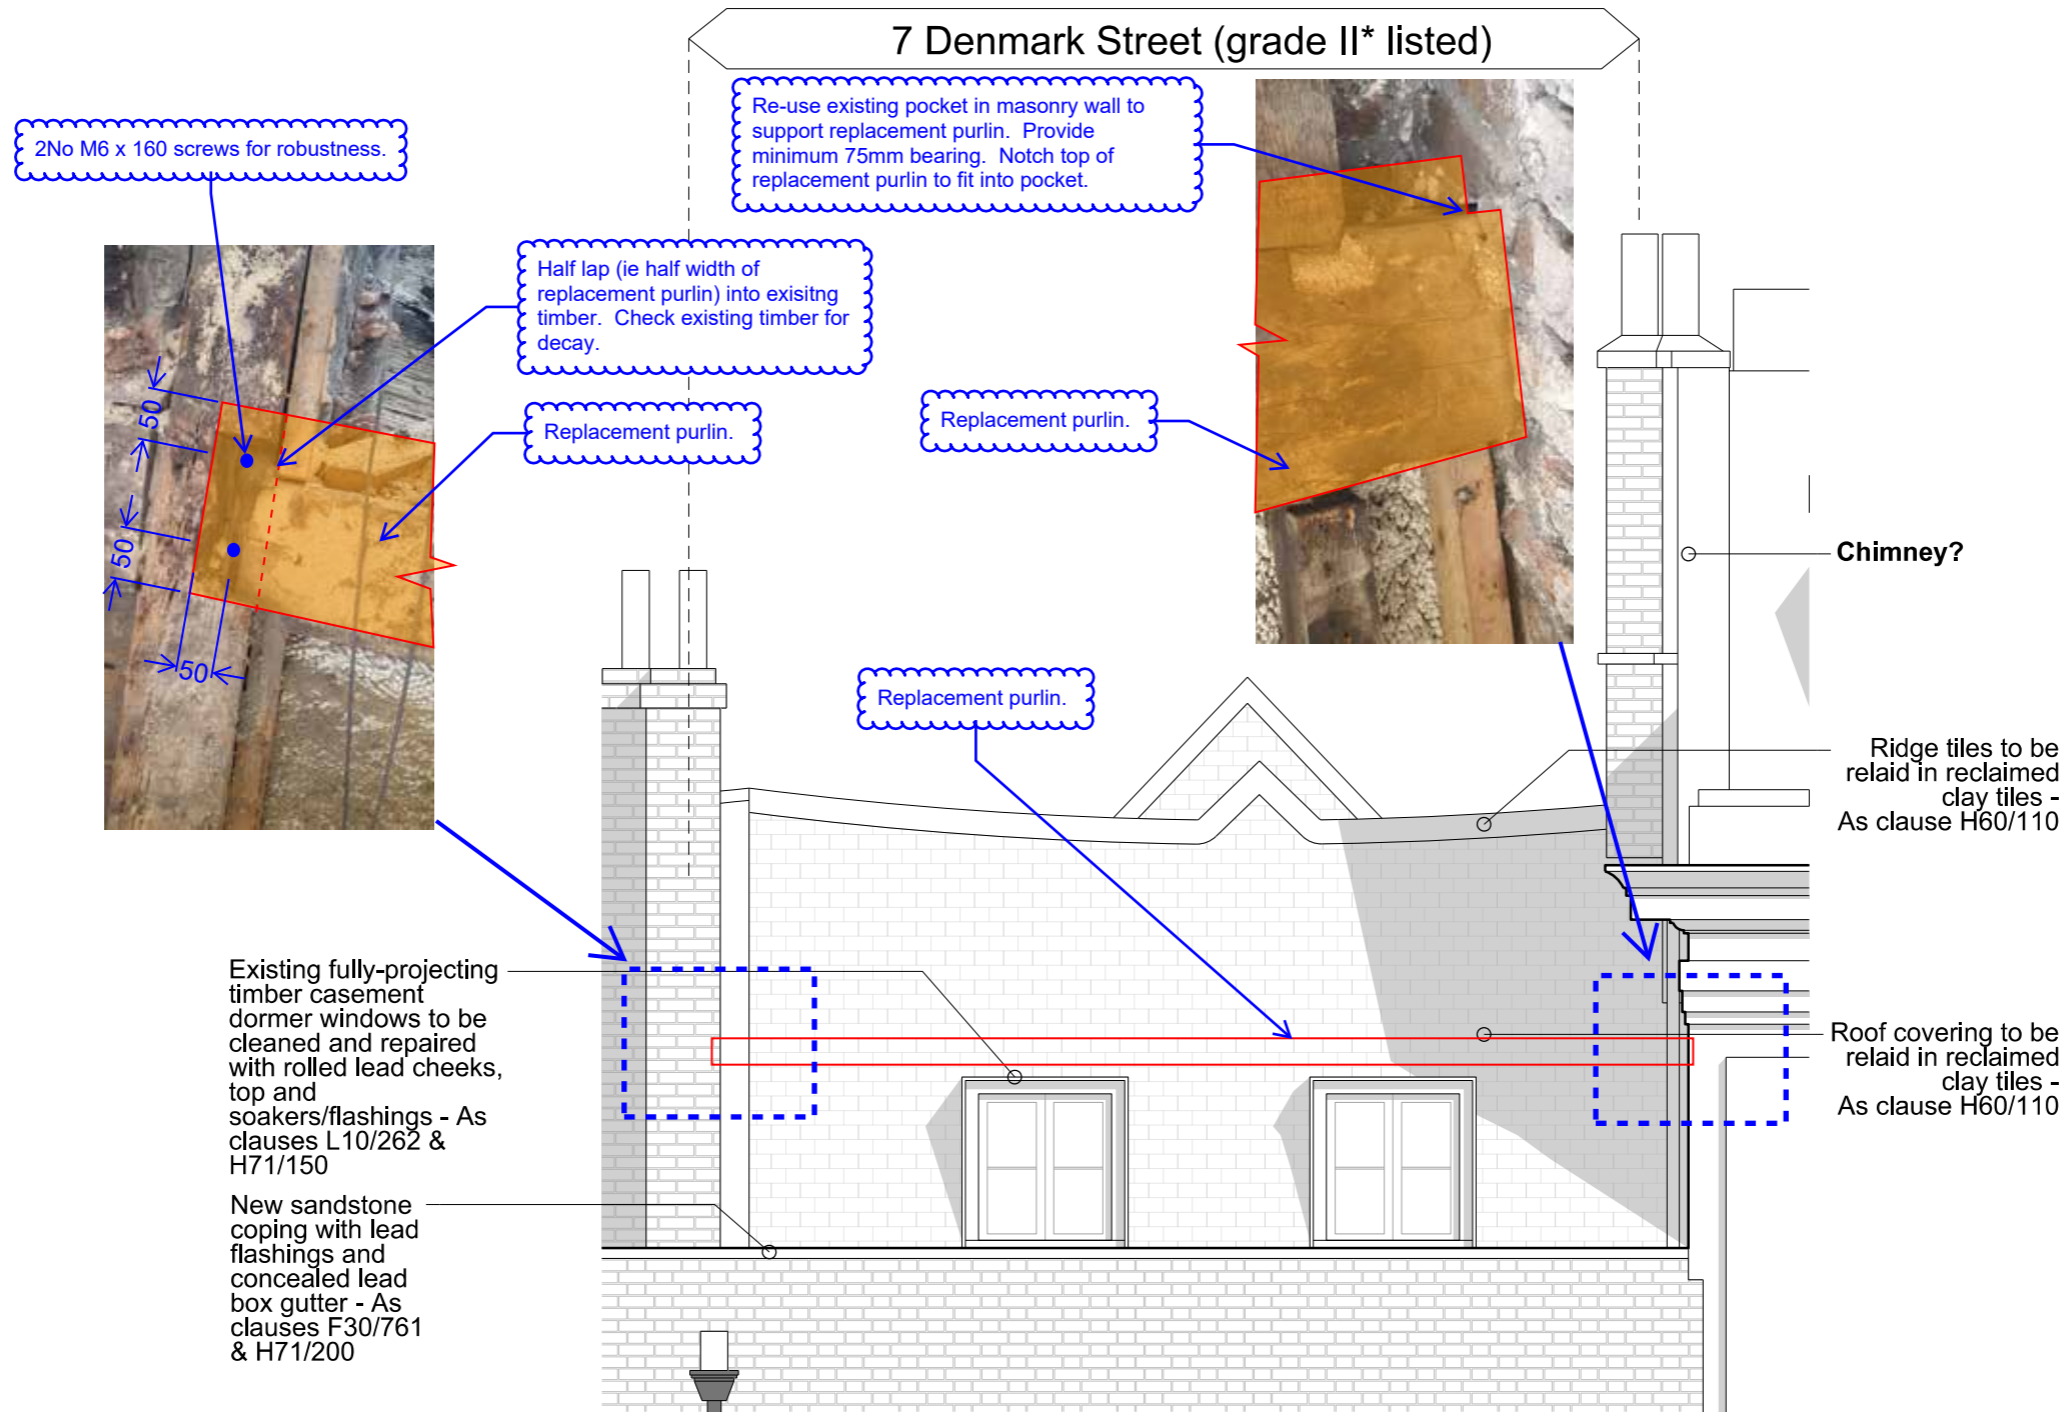 7 Denmark Street (grade II* listed)
2No M6 x 160 screws for robustness.
Re-use existing pocket in masonry wall to
support replacement purlin.  Provide
minimum 75mm bearing.  Notch top of
replacement purlin to fit into pocket.
Half lap (ie half width of
replacement purlin) into exisitng
timber.  Check existing timber for
decay.
Replacement purlin.
Replacement purlin.
50
50
50
Chimney?
Replacement purlin.
Ridge tiles to be
relaid in reclaimed
clay tiles -
As clause H60/110
Existing fully-projecting
timber casement
dormer windows to be
cleaned and repaired
with rolled lead cheeks,
top and
soakers/flashings - As
clauses L10/262 &
H71/150
Roof covering to be
relaid in reclaimed
clay tiles -
As clause H60/110
New sandstone
coping with lead
flashings and
concealed lead
box gutter - As
clauses F30/761
& H71/200